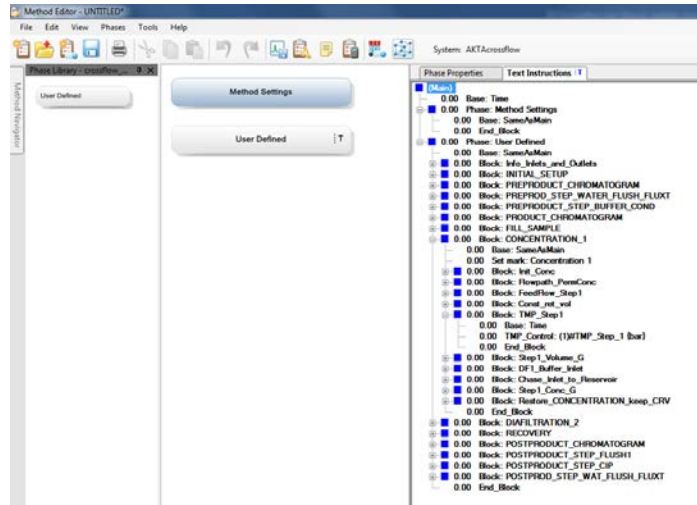 Method Editor - UNTITLED*
File Edit View Phases Tools Help
System: AKTAcrossflow
Phase Library - crossflow_...
Method Navigator
User Defined
Method Settings
User Defined T
Phase Properties Text Instructions T
(Main)
0.00 Base: Time
0.00 Phase: Method Settings
0.00 Base: SameAsMain
0.00 End_Block
0.00 Phase: User Defined
0.00 Base: SameAsMain
0.00 Block: Info_Inlets_and_Outlets
0.00 Block: INITIAL_SETUP
0.00 Block: PREPRODUCT_CHROMATOGRAM
0.00 Block: PREPROD_STEP_WATER_FLUSH_FLUXT
0.00 Block: PREPRODUCT_STEP_BUFFER_COND
0.00 Block: PRODUCT_CHROMATOGRAM
0.00 Block: FILL_SAMPLE
0.00 Block: CONCENTRATION_1
0.00 Base: SameAsMain
0.00 Set mark: Concentration 1
0.00 Block: Init_Conc
0.00 Block: Flowpath_PermConc
0.00 Block: FeedFlow_Step1
0.00 Block: Const_ret_vol
0.00 Block: TMP_Step1
0.00 Base: Time
0.00 TMP_Control: (1)#TMP_Step_1 {bar}
0.00 End_Block
0.00 Block: Step1_Volume_G
0.00 Block: DF1_Buffer_Inlet
0.00 Block: Chase_Inlet_to_Reservoir
0.00 Block: Step1_Conc_G
0.00 Block: Restore_CONCENTRATION_keep_CRV
0.00 End_Block
0.00 Block: DIAFILTRATION_2
0.00 Block: RECOVERY
0.00 Block: POSTPRODUCT_CHROMATOGRAM
0.00 Block: POSTPRODUCT_STEP_FLUSH1
0.00 Block: POSTPRODUCT_STEP_CIP
0.00 Block: POSTPROD_STEP_WAT_FLUSH_FLUXT
0.00 End_Block